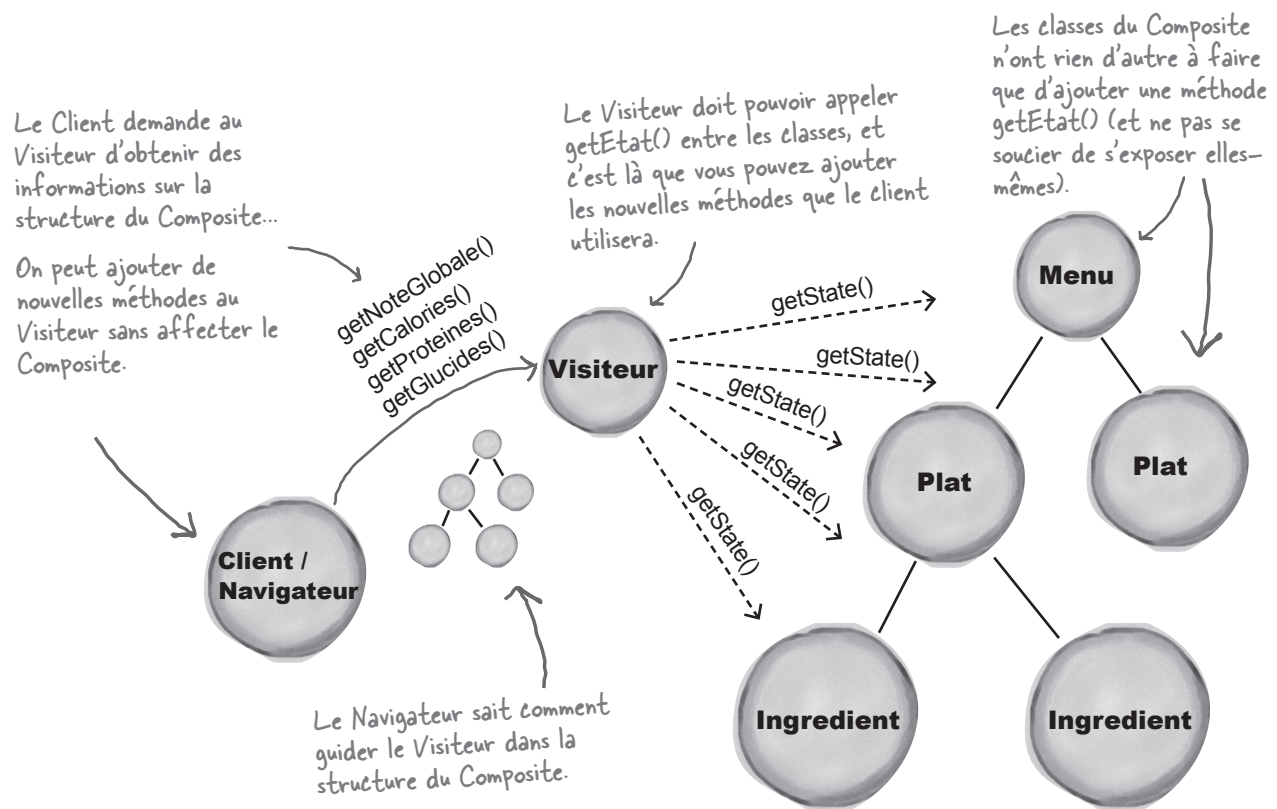 Les classes du Composite
n'ont rien d'autre à faire
que d'ajouter une méthode
getEtat() (et ne pas se
soucier de s'exposer elles-
mêmes).
Le Client demande au
Visiteur d'obtenir des
informations sur la
structure du Composite...
On peut ajouter de
nouvelles méthodes au
Visiteur sans affecter le
Composite.
Le Visiteur doit pouvoir appeler
getEtat() entre les classes, et
c'est là que vous pouvez ajouter
les nouvelles méthodes que le client
utilisera.
getNoteGlobale()
getCalories()
getProteines()
getGlucides()
Visiteur
getState()
getState()
getState()
getState()
getState()
Menu
Plat
Plat
Client /
Navigateur
Ingredient
Ingredient
Le Navigateur sait comment
guider le Visiteur dans la
structure du Composite.